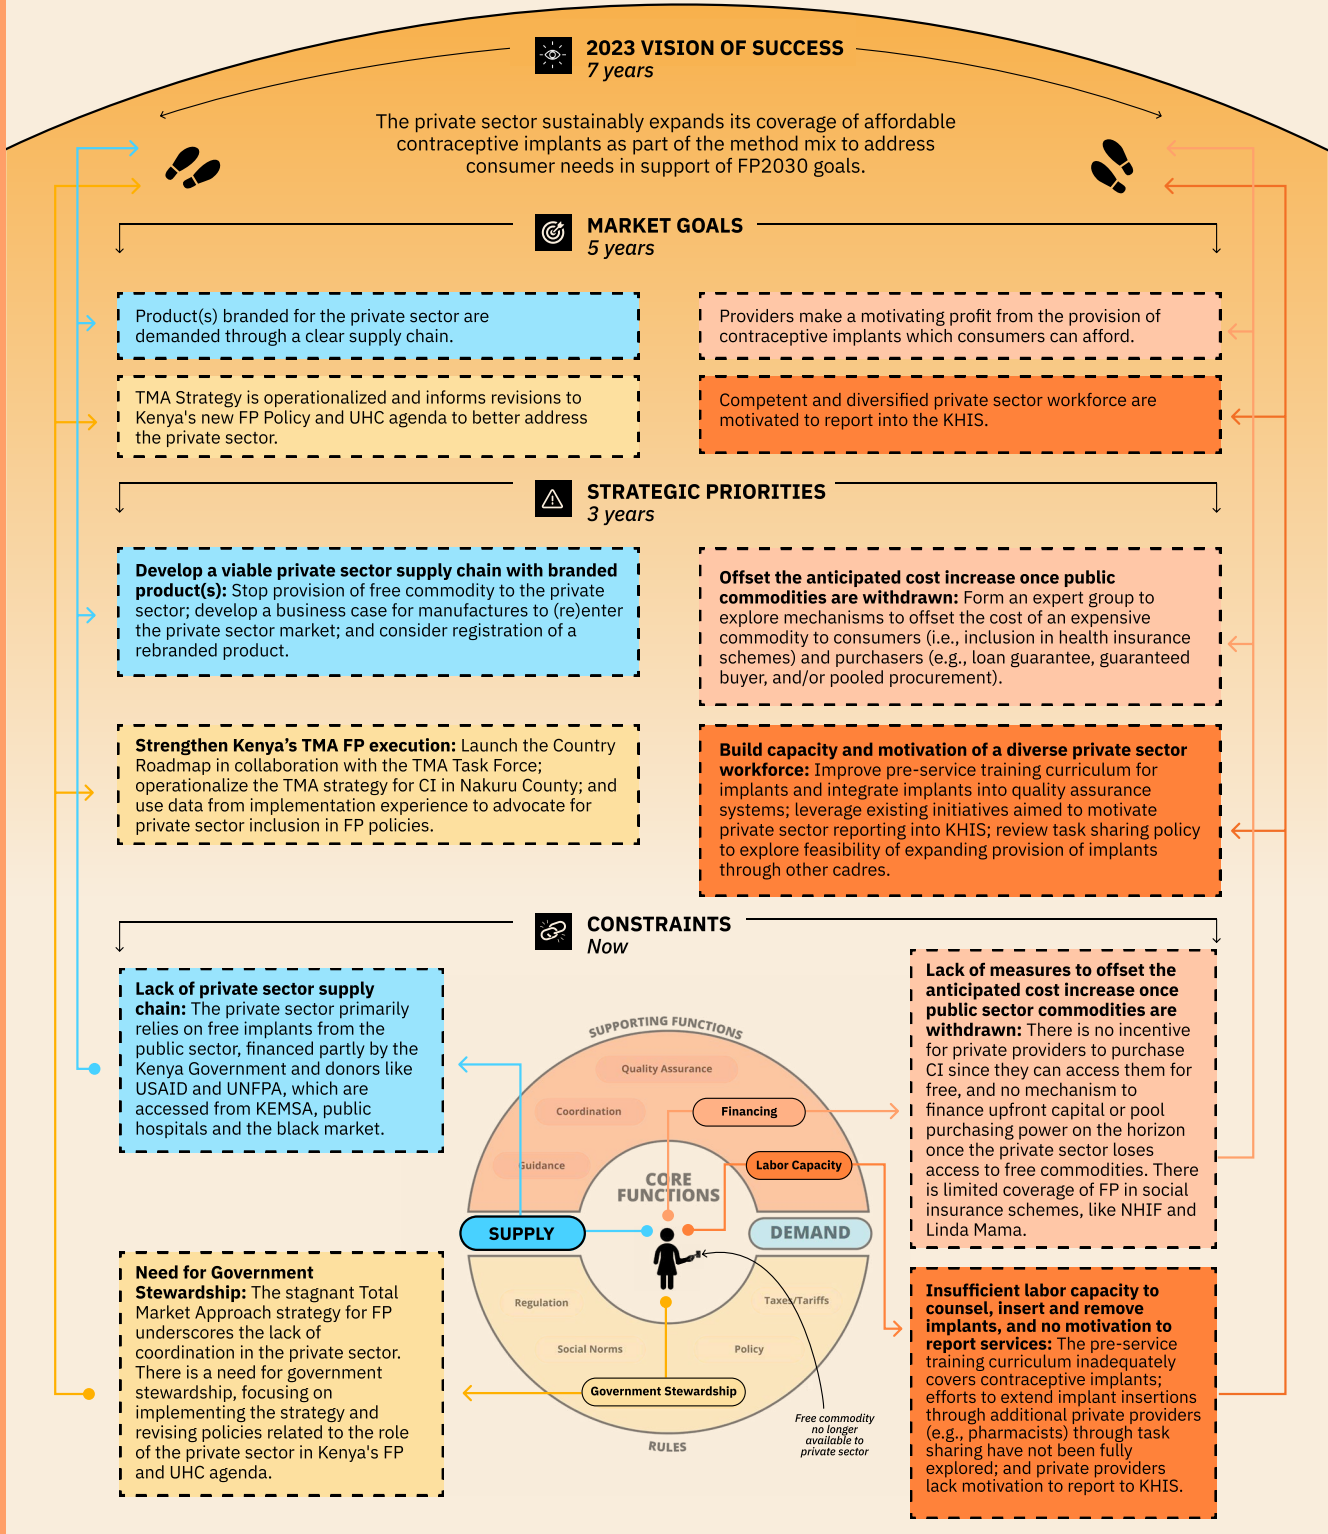 2023 VISION OF SUCCESS
7 years
The private sector sustainably expands its coverage of affordable
contraceptive implants as part of the method mix to address
consumer needs in support of FP2030 goals.
MARKET GOALS
5 years
Product(s) branded for the private sector are
demanded through a clear supply chain.
Providers make a motivating profit from the provision of
contraceptive implants which consumers can afford.
TMA Strategy is operationalized and informs revisions to
Kenya's new FP Policy and UHC agenda to better address
the private sector.
Competent and diversified private sector workforce are
motivated to report into the KHIS.
STRATEGIC PRIORITIES
3 years
Develop a viable private sector supply chain with branded
product(s): Stop provision of free commodity to the private
sector; develop a business case for manufactures to (re)enter
the private sector market; and consider registration of a
rebranded product.
Offset the anticipated cost increase once public
commodities are withdrawn: Form an expert group to
explore mechanisms to offset the cost of an expensive
commodity to consumers (i.e., inclusion in health insurance
schemes) and purchasers (e.g., loan guarantee, guaranteed
buyer, and/or pooled procurement).
Strengthen Kenya’s TMA FP execution: Launch the Country
Roadmap in collaboration with the TMA Task Force;
operationalize the TMA strategy for CI in Nakuru County; and
use data from implementation experience to advocate for
private sector inclusion in FP policies.
Build capacity and motivation of a diverse private sector
workforce: Improve pre-service training curriculum for
implants and integrate implants into quality assurance
systems; leverage existing initiatives aimed to motivate
private sector reporting into KHIS; review task sharing policy
to explore feasibility of expanding provision of implants
through other cadres.
CONSTRAINTS
Now
Lack of private sector supply
chain: The private sector primarily
relies on free implants from the
public sector, financed partly by the
Kenya Government and donors like
USAID and UNFPA, which are
accessed from KEMSA, public
hospitals and the black market.
Need for Government
Stewardship: The stagnant Total
Market Approach strategy for FP
underscores the lack of
coordination in the private sector.
There is a need for government
stewardship, focusing on
implementing the strategy and
revising policies related to the role
of the private sector in Kenya's FP
and UHC agenda.
SUPPORTING FUNCTIONS
Quality Assurance
Coordination
Financing
Guidance
Labor Capacity
CORE
FUNCTIONS
SUPPLY
DEMAND
Regulation
Taxes/Tariffs
Social Norms
Policy
Government Stewardship
RULES
Free commodity
no longer
available to
private sector
Lack of measures to offset the
anticipated cost increase once
public sector commodities are
withdrawn: There is no incentive
for private providers to purchase
CI since they can access them for
free, and no mechanism to
finance upfront capital or pool
purchasing power on the horizon
once the private sector loses
access to free commodities. There
is limited coverage of FP in social
insurance schemes, like NHIF and
Linda Mama.
Insufficient labor capacity to
counsel, insert and remove
implants, and no motivation to
report services: The pre-service
training curriculum inadequately
covers contraceptive implants;
efforts to extend implant insertions
through additional private providers
(e.g., pharmacists) through task
sharing have not been fully
explored; and private providers
lack motivation to report to KHIS.